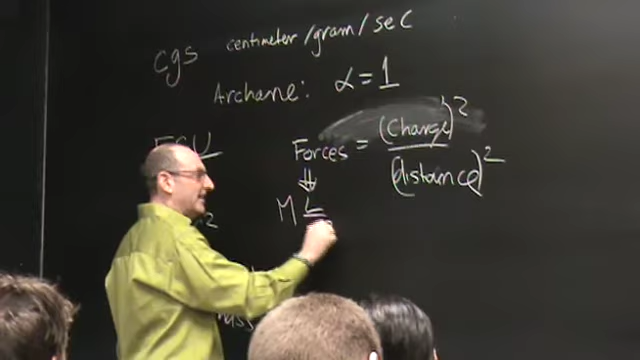 cgs centimeter/gram/sec
Archane: α = 1
ESU
Forces = (Charge)²
(distance)²
M L